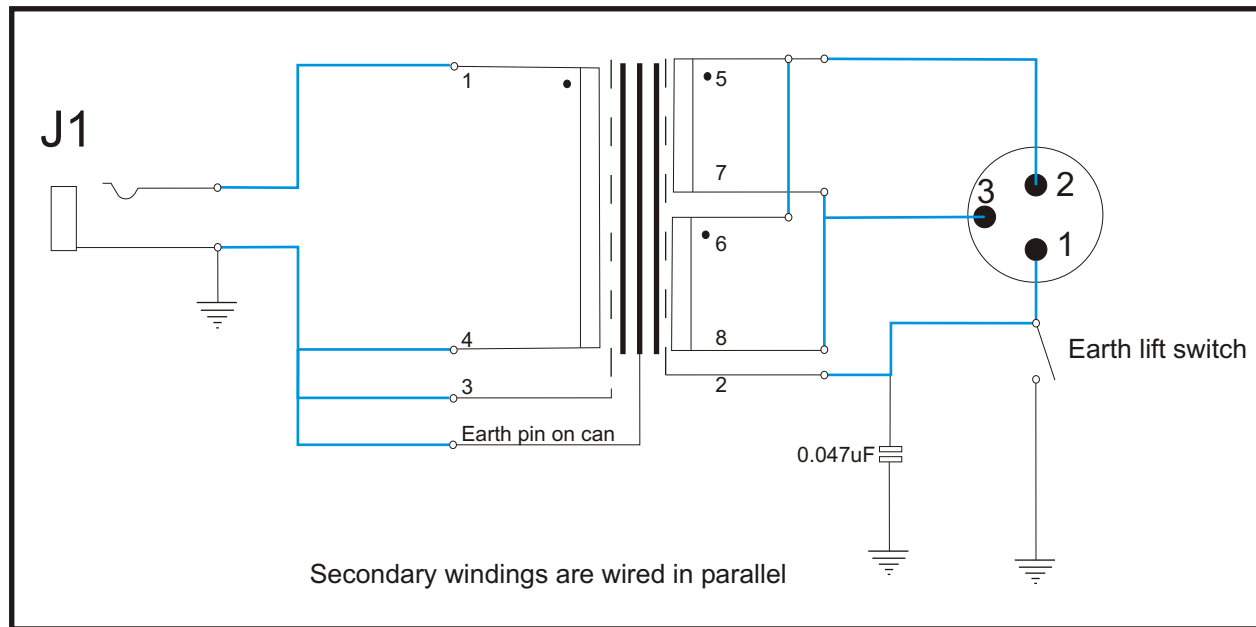 J1
1
4
3
Earth pin on can
5
7
6
8
2
3
2
1
Earth lift switch
0.047uF
Secondary windings are wired in parallel